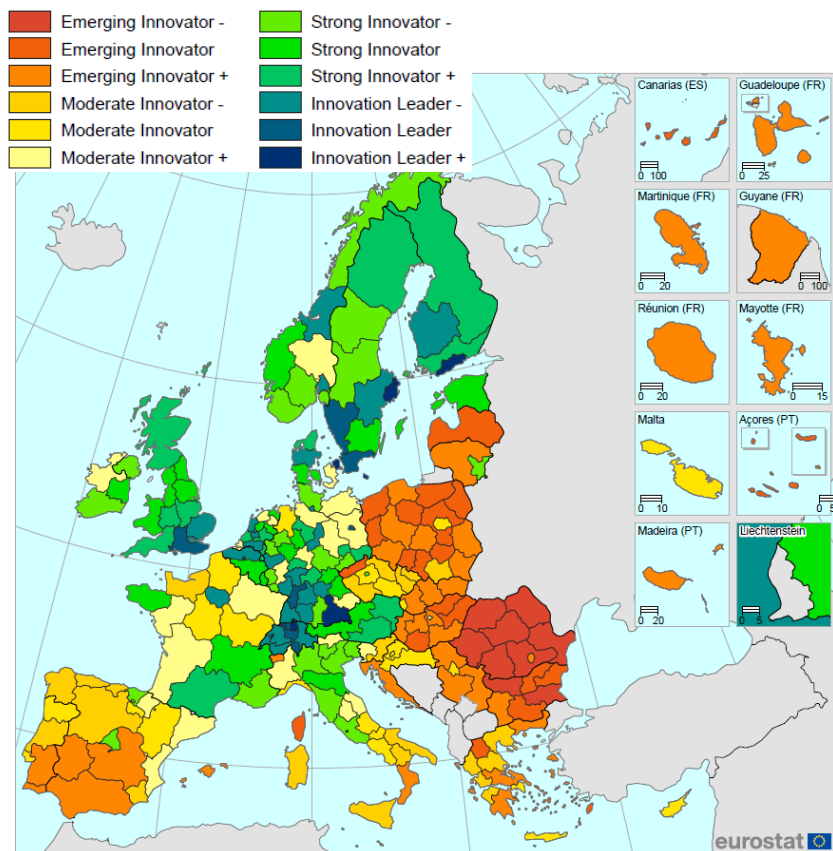 Emerging Innovator -
Emerging Innovator
Emerging Innovator +
Moderate Innovator -
Moderate Innovator
Moderate Innovator +
Strong Innovator -
Strong Innovator
Strong Innovator +
Innovation Leader -
Innovation Leader
Innovation Leader +
Canarias (ES)
0 100
Guadeloupe (FR)
0 25
Martinique (FR)
0 20
Guyane (FR)
0 100
Réunion (FR)
0 20
Mayotte (FR)
0 15
Malta
0 10
Açores (PT)
0 5
Madeira (PT)
0 20
Liechtenstein
0 5
eurostat